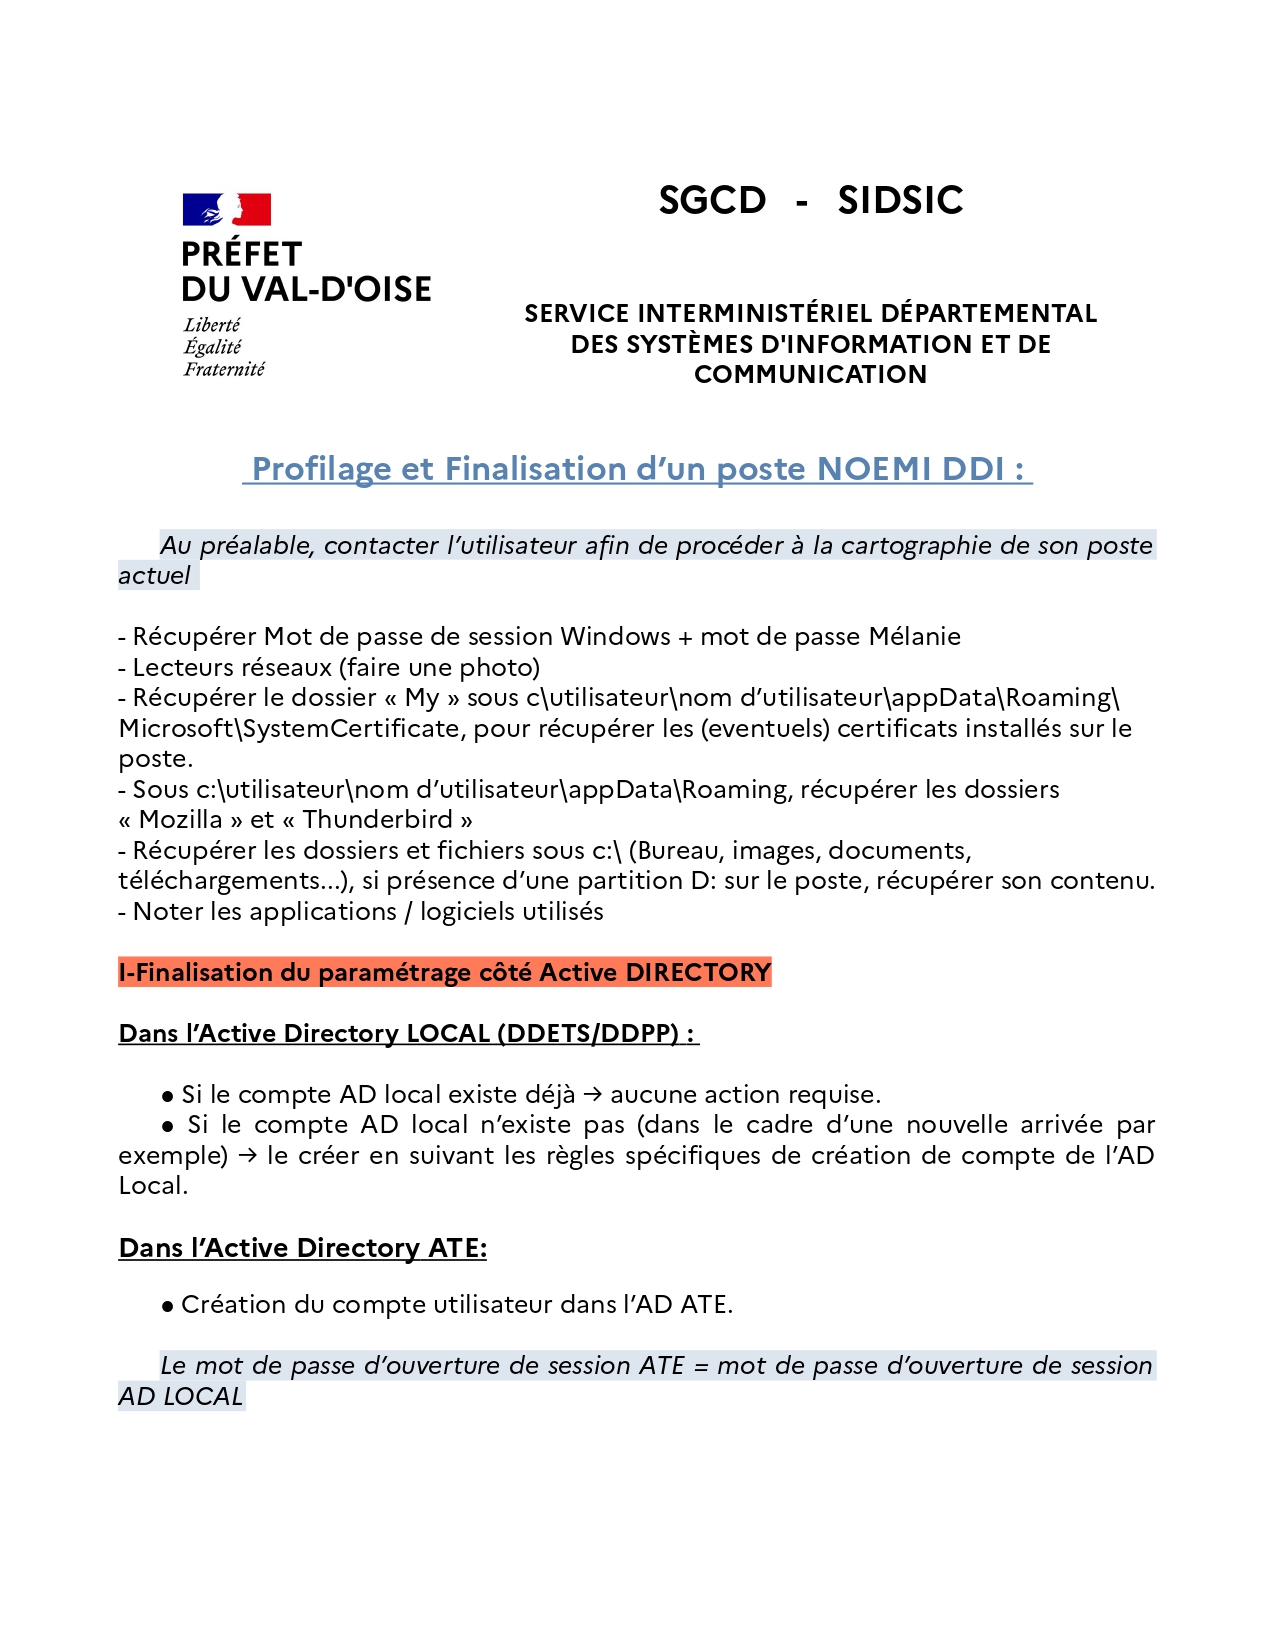 SGCD - SIDSIC
PRÉFET
DU VAL-D'OISE
Liberté
Égalité
Fraternité
SERVICE INTERMINISTÉRIEL DÉPARTEMENTAL
DES SYSTÈMES D'INFORMATION ET DE
COMMUNICATION
Profilage et Finalisation d’un poste NOEMI DDI :
Au préalable, contacter l’utilisateur afin de procéder à la cartographie de son poste
actuel
- Récupérer Mot de passe de session Windows + mot de passe Mélanie
- Lecteurs réseaux (faire une photo)
- Récupérer le dossier « My » sous c\utilisateur\nom d’utilisateur\appData\Roaming\
Microsoft\SystemCertificate, pour récupérer les (eventuels) certificats installés sur le
poste.
- Sous c:\utilisateur\nom d’utilisateur\appData\Roaming, récupérer les dossiers
« Mozilla » et « Thunderbird »
- Récupérer les dossiers et fichiers sous c:\ (Bureau, images, documents,
téléchargements...), si présence d’une partition D: sur le poste, récupérer son contenu.
- Noter les applications / logiciels utilisés
I-Finalisation du paramétrage côté Active DIRECTORY
Dans l’Active Directory LOCAL (DDETS/DDPP) :
● Si le compte AD local existe déjà → aucune action requise.
● Si le compte AD local n’existe pas (dans le cadre d’une nouvelle arrivée par
exemple) → le créer en suivant les règles spécifiques de création de compte de l’AD
Local.
Dans l’Active Directory ATE:
● Création du compte utilisateur dans l’AD ATE.
Le mot de passe d’ouverture de session ATE = mot de passe d’ouverture de session
AD LOCAL